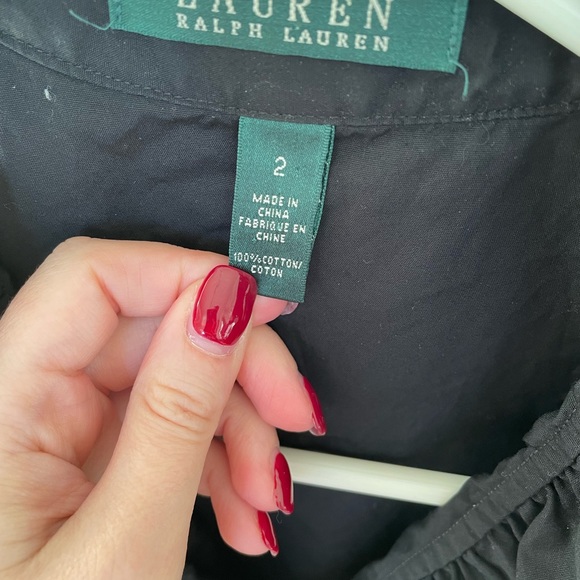 LAUREN
RALPH LAUREN
2
MADE IN
CHINA
FABRIQUE EN
CHINE
100% COTTON/
COTON